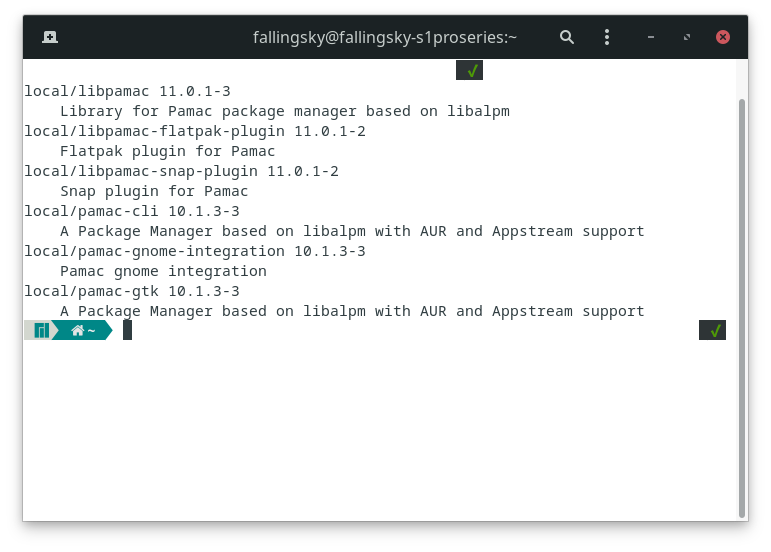 fallingsky@fallingsky-s1proseries:~
✓
local/libpamac 11.0.1-3
Library for Pamac package manager based on libalpm
local/libpamac-flatpak-plugin 11.0.1-2
Flatpak plugin for Pamac
local/libpamac-snap-plugin 11.0.1-2
Snap plugin for Pamac
local/pamac-cli 10.1.3-3
A Package Manager based on libalpm with AUR and Appstream support
local/pamac-gnome-integration 10.1.3-3
Pamac gnome integration
local/pamac-gtk 10.1.3-3
A Package Manager based on libalpm with AUR and Appstream support
~ ✓